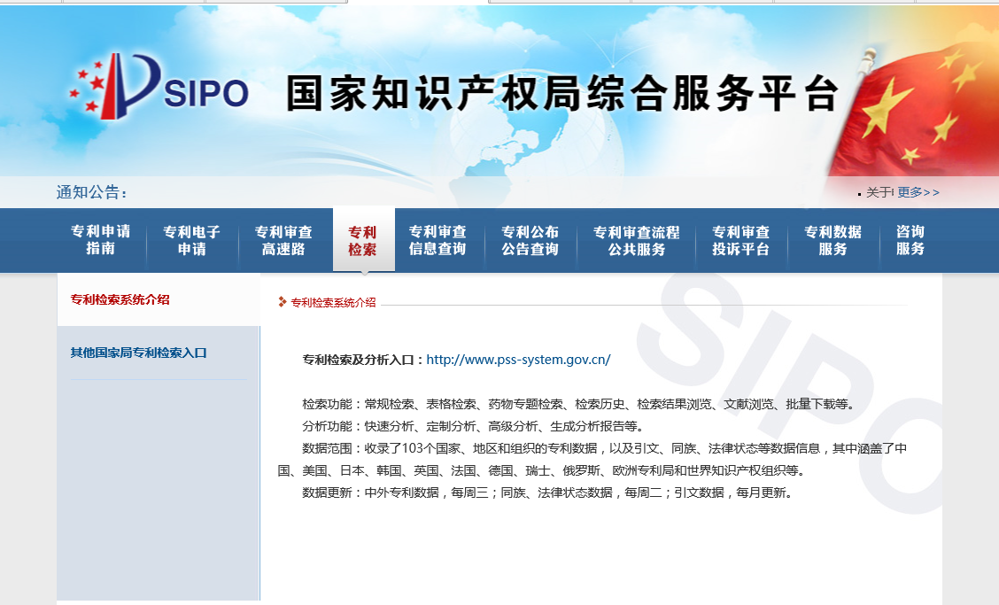 SIPO 国家知识产权局综合服务平台
通知公告：
关于 更多>>
专利申请
指南
专利电子
申请
专利审查
高速路
专利
检索
专利审查
信息查询
专利公布
公告查询
专利审查流程
公共服务
专利审查
投诉平台
专利数据
服务
咨询
服务
专利检索系统介绍
其他国家局专利检索入口
专利检索系统介绍
专利检索及分析入口：http://www.pss-system.gov.cn/
检索功能：常规检索、表格检索、药物专题检索、检索历史、检索结果浏览、文献浏览、批量下载等。
分析功能：快速分析、定制分析、高级分析、生成分析报告等。
数据范围：收录了103个国家、地区和组织的专利数据，以及引文、同族、法律状态等数据信息，其中涵盖了中
国、美国、日本、韩国、英国、法国、德国、瑞士、俄罗斯、欧洲专利局和世界知识产权组织等。
数据更新：中外专利数据，每周三；同族、法律状态数据，每周二；引文数据，每月更新。
SIPO